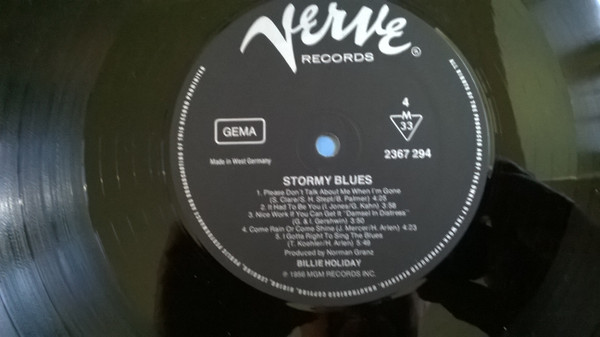 Verve
RECORDS
®
4
M
33
GEMA
2367 294
Made in West Germany
STORMY BLUES
1. Please Don't Talk About Me When I'm Gone
(S. Clare/S. H. Stept/B. Palmer) 4:25
2. It Had To Be You (I. Jones/G. Kahn) 3:58
3. Nice Work If You Can Get It "Damsel In Distress"
(G. & I. Gershwin) 3:50
4. Come Rain Or Come Shine (J. Mercer/H. Arlen) 4:23
5. I Gotta Right To Sing The Blues
(T. Koehler/H. Arlen) 5:48
Produced by Norman Granz
BILLIE HOLIDAY
℗ 1956 MGM RECORDS INC.